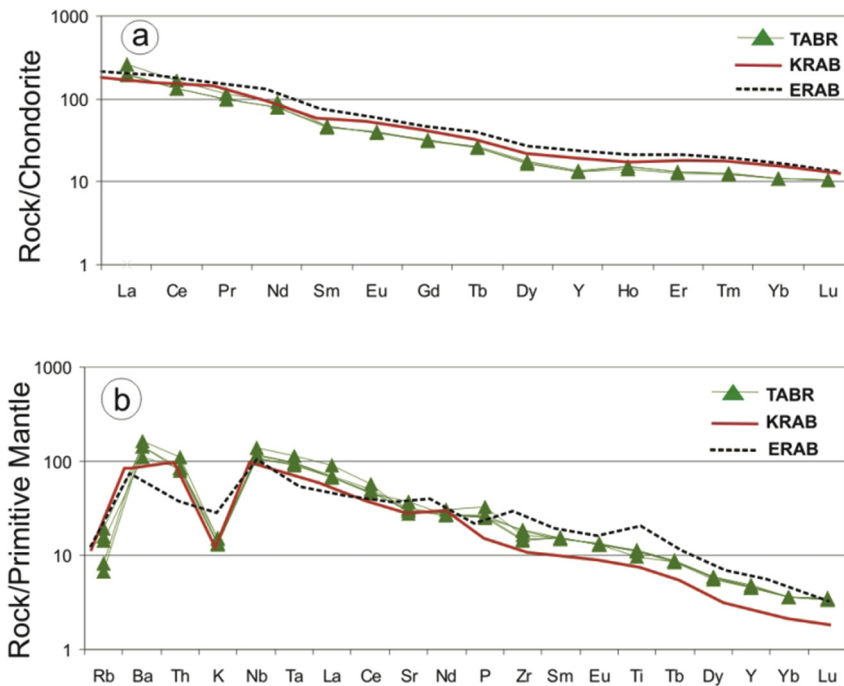 a
Rock/Chondorite
1000
100
10
1
TABR
KRAB
ERAB
La Ce Pr Nd Sm Eu Gd Tb Dy Y Ho Er Tm Yb Lu
b
Rock/Primitive Mantle
1000
100
10
1
TABR
KRAB
ERAB
Rb Ba Th K Nb Ta La Ce Sr Nd P Zr Sm Eu Ti Tb Dy Y Yb Lu